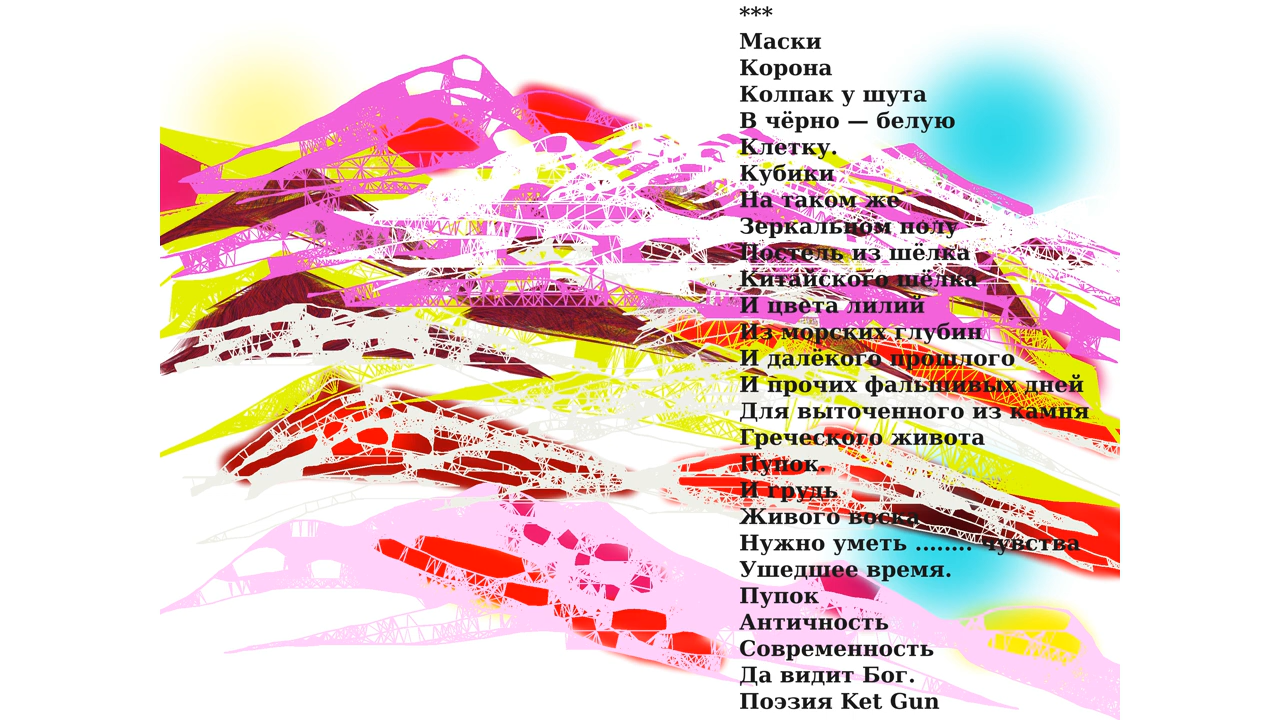 ***
Маски
Корона
Колпак у шута
В чёрно — белую
Клетку.
Кубики
На таком же
Зеркальном полу
Постель из шёлка
Китайского шёлка
И цвета лилий
Из морских глубин
И далёкого прошлого
И прочих фальшивых дней
Для выточенного из камня
Греческого живота
Пупок.
И грудь
Живого воска
Нужно уметь ........ чувства
Ушедшее время.
Пупок
Античность
Современность
Да видит Бог.
Поэзия Ket Gun